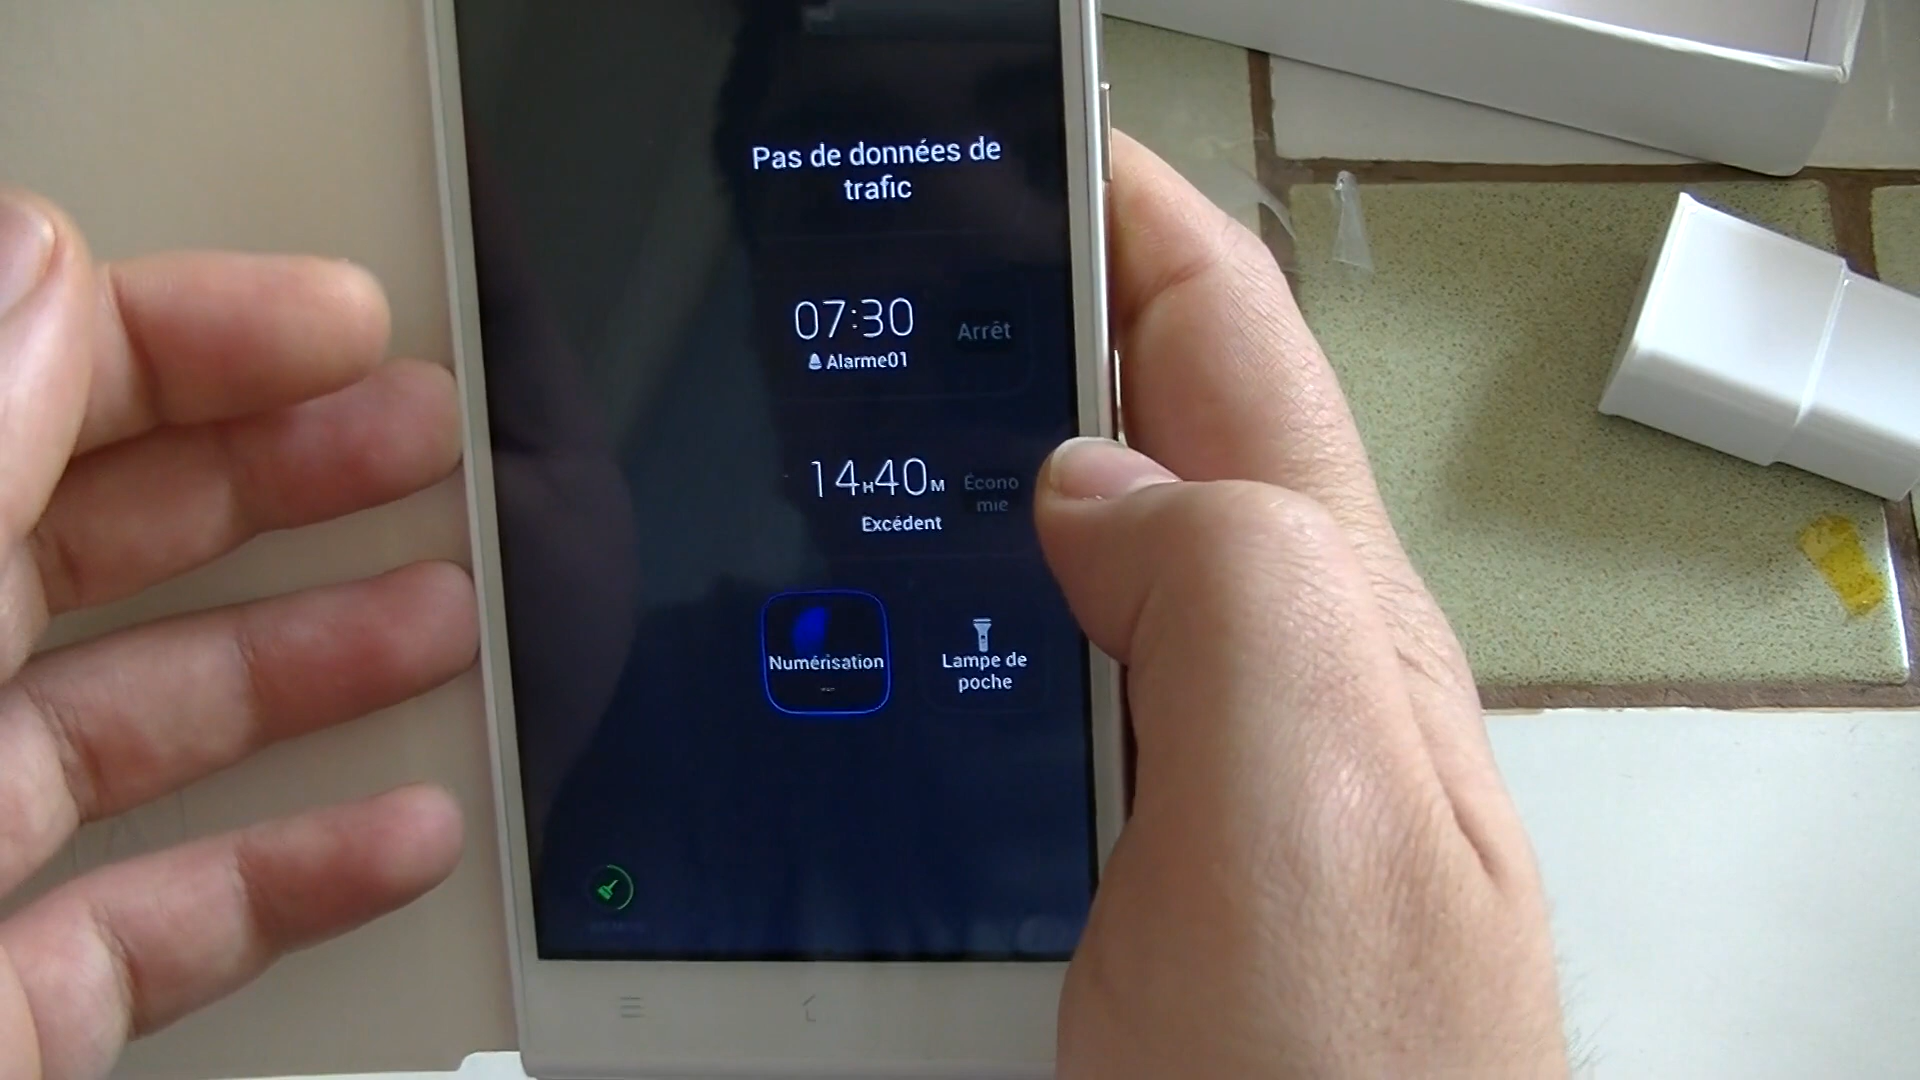 Pas de données de
trafic
07:30
Arrêt
Alarme01
14H40M
Écono
mie
Excédent
Numérisation
Lampe de
poche